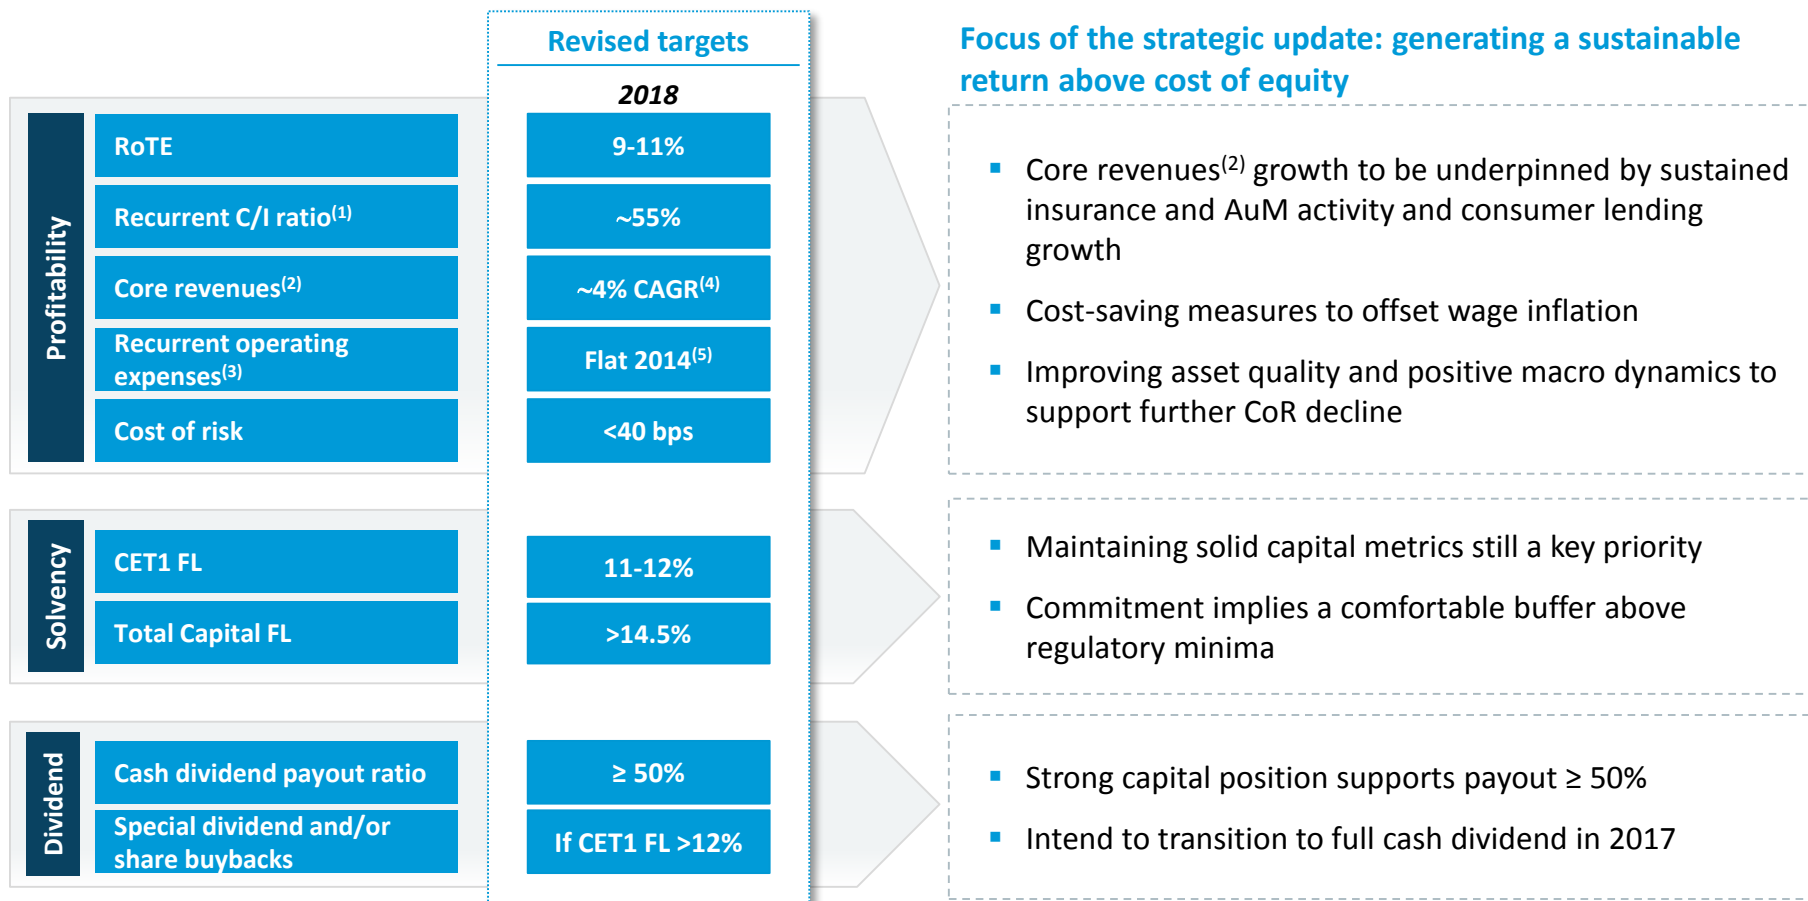 Revised targets
2018
Focus of the strategic update: generating a sustainable
return above cost of equity
Profitability
RoTE
9-11%
Recurrent C/I ratio(1)
~55%
Core revenues(2)
~4% CAGR(4)
Recurrent operating
expenses(3)
Flat 2014(5)
Cost of risk
<40 bps
▪ Core revenues(2) growth to be underpinned by sustained
insurance and AuM activity and consumer lending
growth
▪ Cost-saving measures to offset wage inflation
▪ Improving asset quality and positive macro dynamics to
support further CoR decline
Solvency
CET1 FL
11-12%
Total Capital FL
>14.5%
▪ Maintaining solid capital metrics still a key priority
▪ Commitment implies a comfortable buffer above
regulatory minima
Dividend
Cash dividend payout ratio
≥ 50%
Special dividend and/or
share buybacks
If CET1 FL >12%
▪ Strong capital position supports payout ≥ 50%
▪ Intend to transition to full cash dividend in 2017